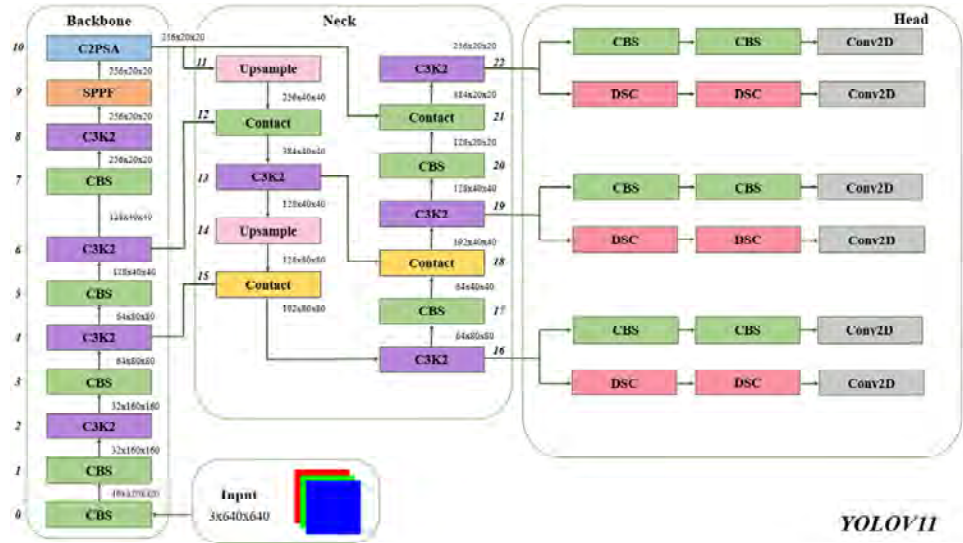 Backbone
Neck
Head
10
C2PSA
256x20x20
256x20x20
9
SPPF
256x20x20
8
C3K2
256x20x20
7
CBS
128x40x40
6
C3K2
128x40x40
5
CBS
64x80x80
4
C3K2
64x80x80
3
CBS
32x160x160
2
C3K2
32x160x160
1
CBS
0
CBS
11
Upsample
256x40x40
12
Contact
384x40x40
13
C3K2
128x40x40
14
Upsample
128x80x80
15
Contact
192x80x80
256x20x20
C3K2
22
384x20x20
Contact
21
128x20x20
CBS
20
128x40x40
C3K2
19
192x40x40
Contact
18
64x40x40
CBS
17
64x80x80
C3K2
16
CBS
CBS
Conv2D
DSC
DSC
Conv2D
CBS
CBS
Conv2D
DSC
DSC
Conv2D
CBS
CBS
Conv2D
DSC
DSC
Conv2D
Input
3x640x640
YOLOV11